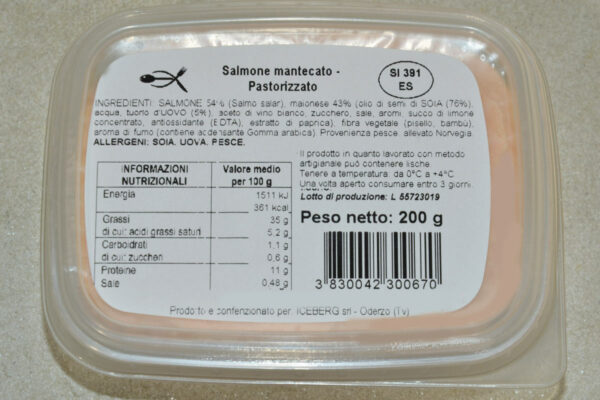 Salmone mantecato -
Pastorizzato
SI 391
ES
INGREDIENTI: SALMONE 54% (Salmo salar), maionese 43% (olio di semi di SOIA (76%),
acqua, tuorlo d'UOVO (5%), aceto di vino bianco, zucchero, sale, aromi, succo di limone
concentrato, antiossidante (EDTA), estratto di paprica), fibra vegetale (pisello, bambù),
aroma di fumo (contiene addensante Gomma arabica). Provenienza pesce: allevato Norvegia.
ALLERGENI: SOIA, UOVA, PESCE.
INFORMAZIONI
NUTRIZIONALI
Valore medio
per 100 g
Energia 1511 kJ
361 kcal
Grassi 35 g
di cui: acidi grassi saturi 5,2 g
Carboidrati 1,1 g
di cui: zuccheri 0,6 g
Proteine 11 g
Sale 0,48 g
Il prodotto in quanto lavorato con metodo
artigianale può contenere lische.
Tenere a temperatura: da 0°C a +4°C
Una volta aperto consumare entro 3 giorni.
Lotto di produzione: L 55723019
Peso netto: 200 g
3 830042 300670
Prodotto e confezionato per: ICEBERG srl - Oderzo (Tv)